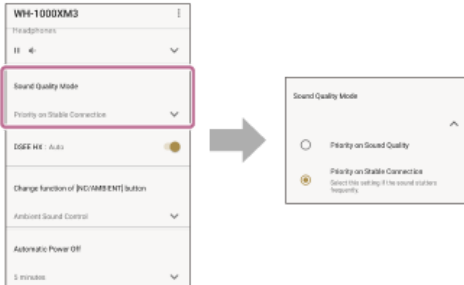 WH-1000XM3
Headphones
Sound Quality Mode
Priority on Stable Connection
DSEE HX : Auto
Change function of [NC/AMBIENT] button
Ambient Sound Control
Automatic Power Off
5 minutes
Sound Quality Mode
Priority on Sound Quality
Priority on Stable Connection
Select this setting if the sound stutters
frequently.